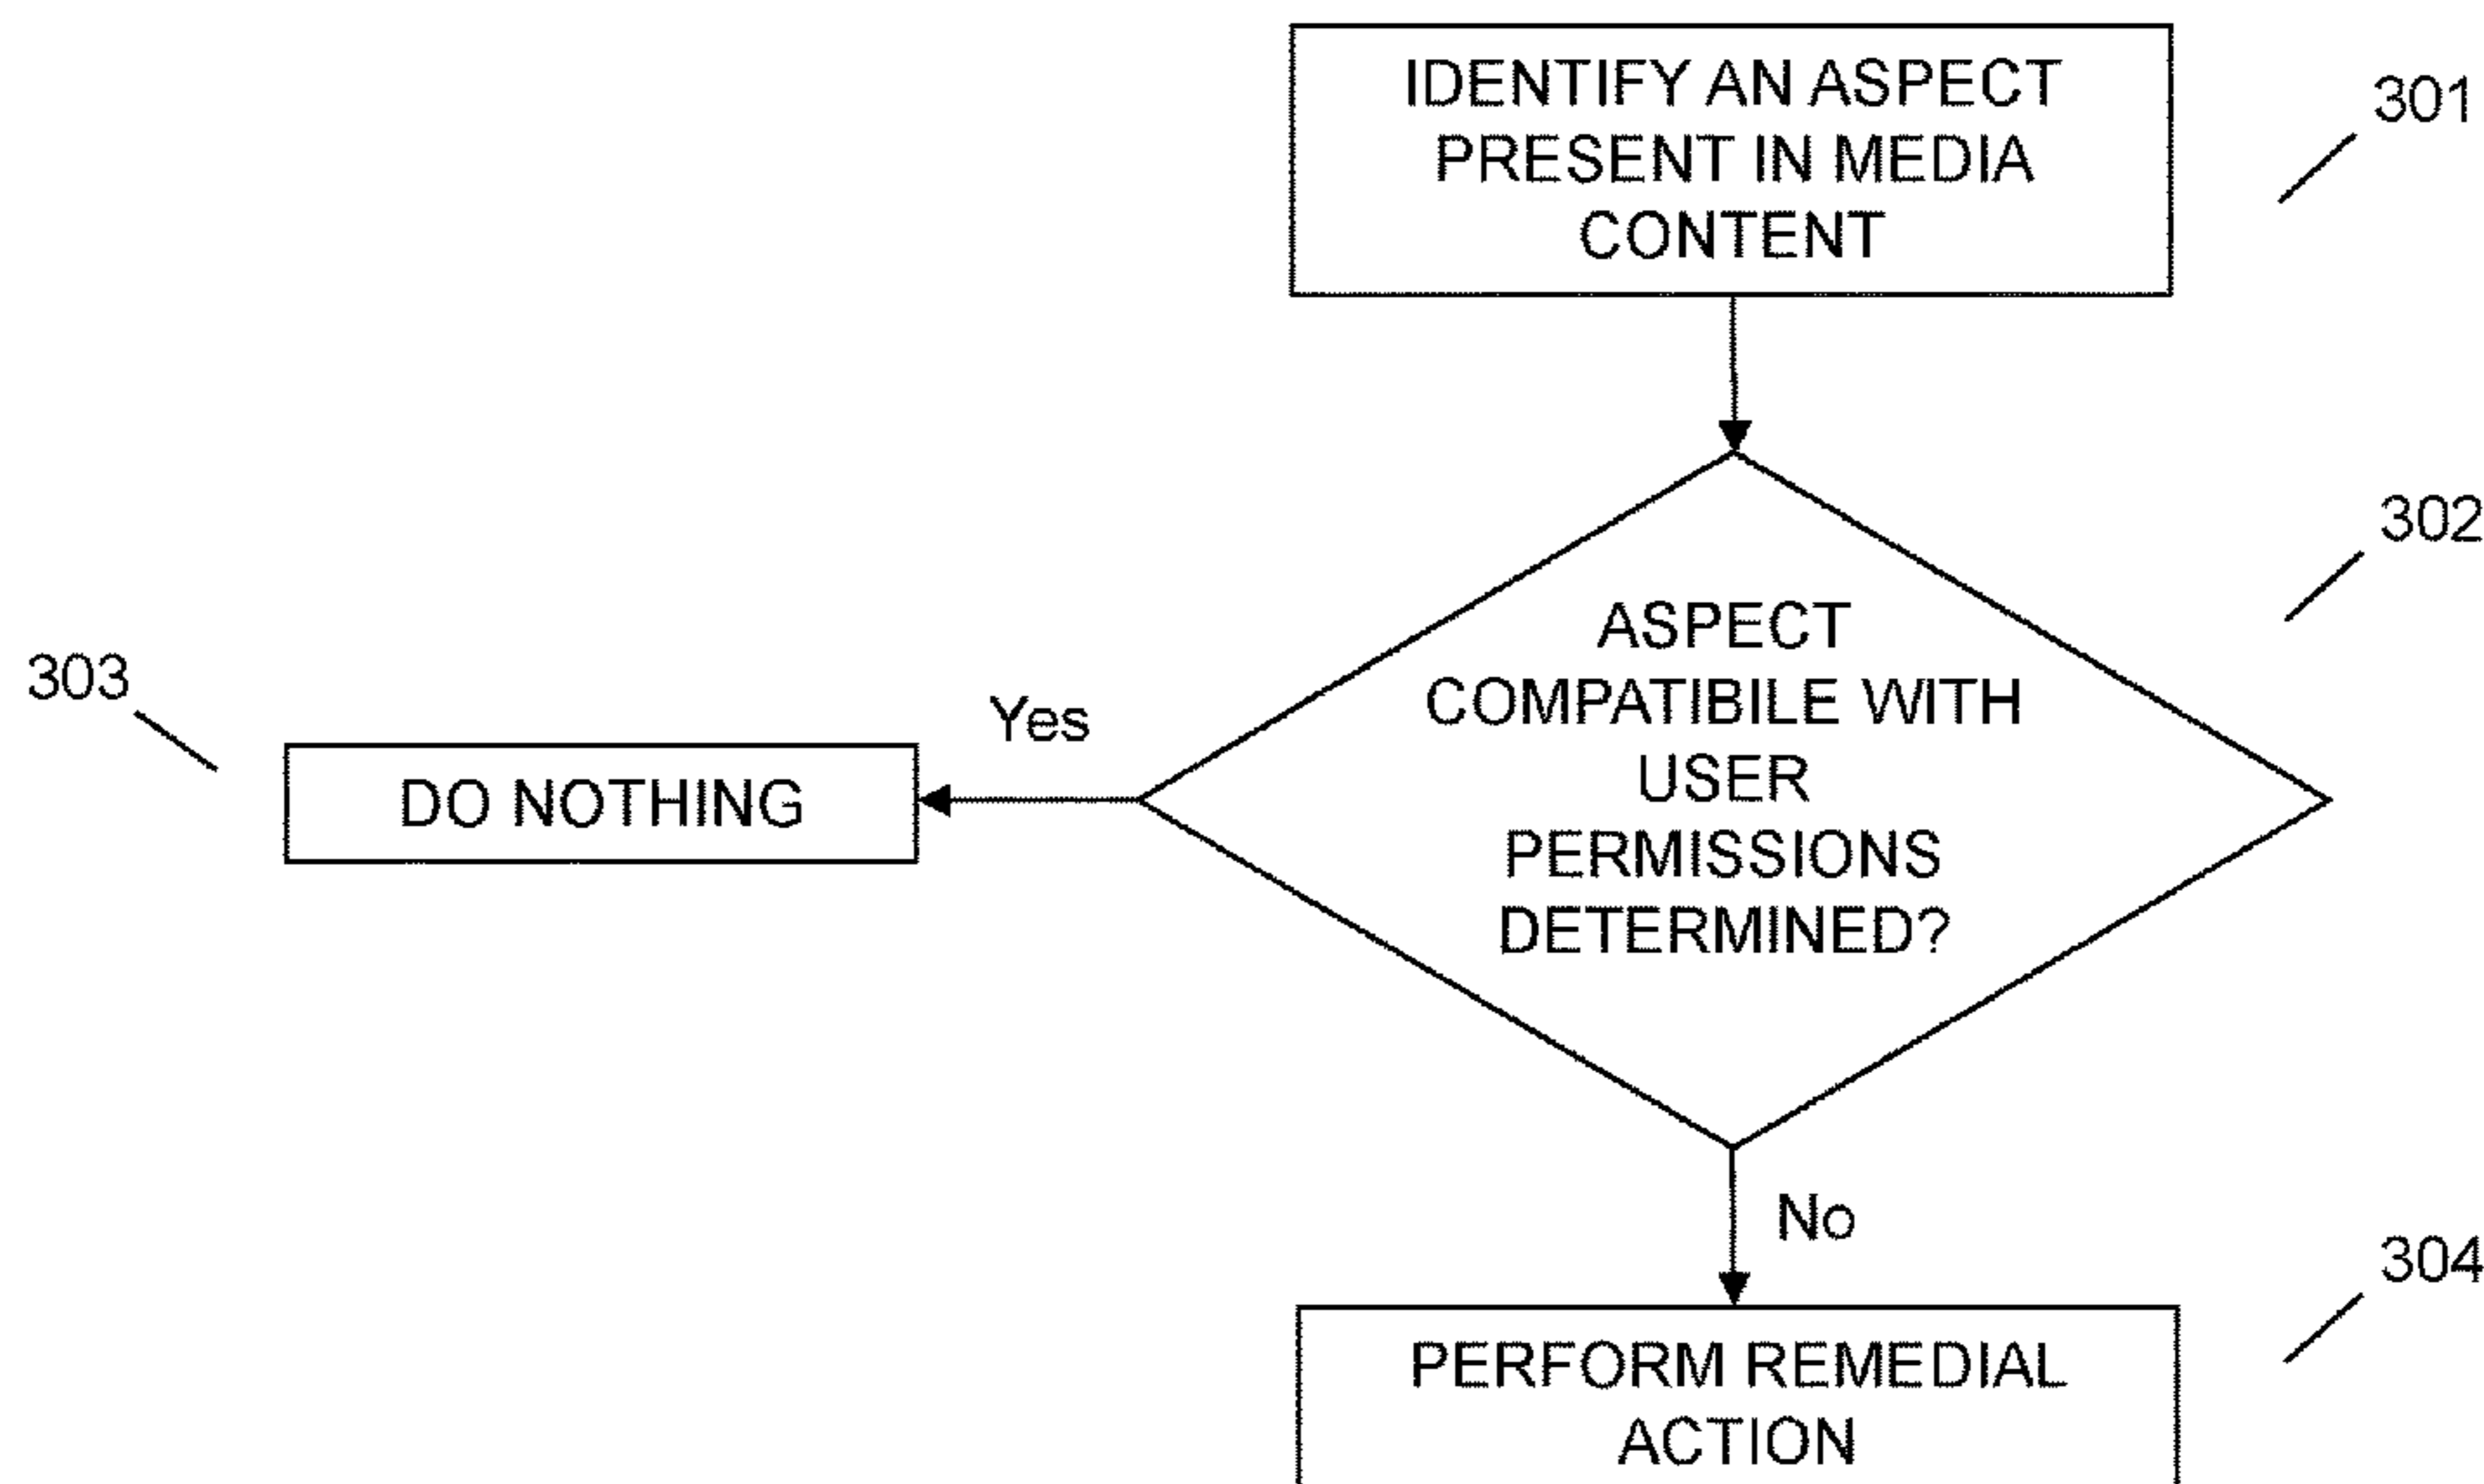 IDENTIFY AN ASPECT
PRESENT IN MEDIA
CONTENT
301
302
ASPECT
COMPATIBILE WITH
USER
PERMISSIONS
DETERMINED?
303
Yes
DO NOTHING
No
304
PERFORM REMEDIAL
ACTION